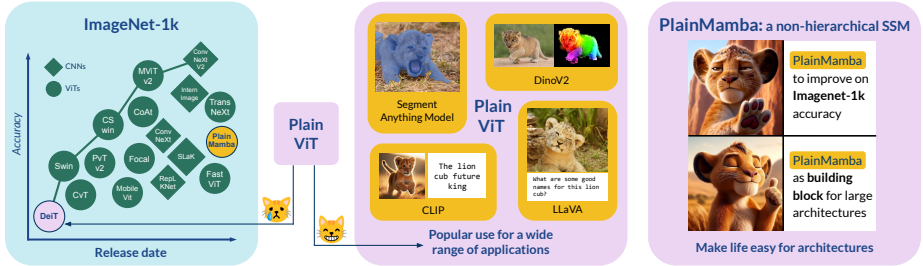 ImageNet-1k
CNNs
ViTs
Accuracy
Release date
Conv
NeXt
V2
MViT
v2
Intern
Image
Trans
NeXt
CoAt
CS
win
Conv
NeXt
Plain
Mamba
Swin
PvT
v2
Focal
SLaK
RepL
KNet
Fast
ViT
CvT
Mobile
Vit
DeiT
Plain
ViT
Segment
Anything Model
DinoV2
Plain
ViT
The lion
cub future
king
CLIP
What are some good
names for this lion
cub?
LLaVA
Popular use for a wide
range of applications
PlainMamba: a non-hierarchical SSM
PlainMamba
to improve on
Imagenet-1k
accuracy
PlainMamba
as building
block for large
architectures
Make life easy for architectures